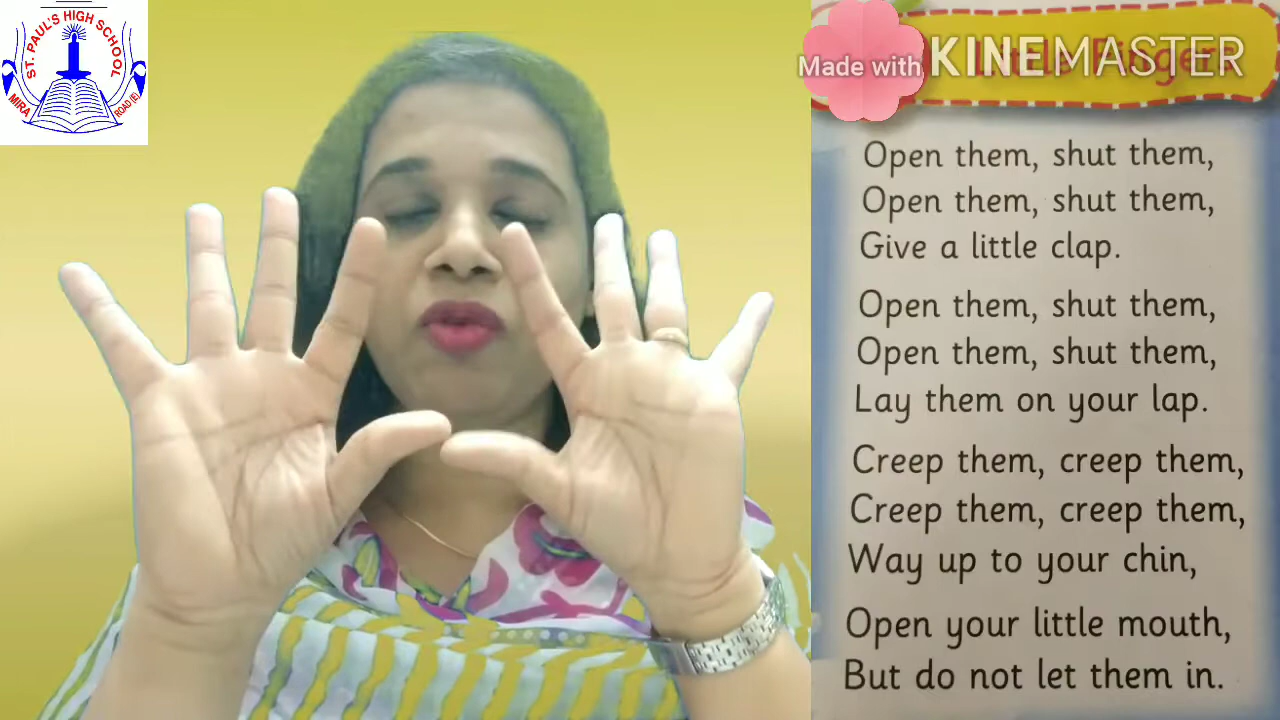 ST. PAUL'S HIGH SCHOOL
MIRA ROAD (E)
Made with KINEMASTER
Little Fingers
Open them, shut them,
Open them, shut them,
Give a little clap.
Open them, shut them,
Open them, shut them,
Lay them on your lap.
Creep them, creep them,
Creep them, creep them,
Way up to your chin,
Open your little mouth,
But do not let them in.